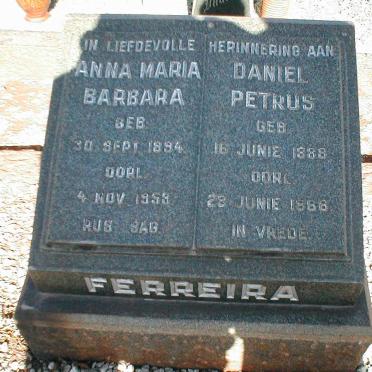 IN LIEFDEVOLLE HERINNERING AAN
ANNA MARIA
BARBARA
GEB.
30 SEPT. 1894
OORL.
4 NOV. 1958
RUS SAG.
DANIEL
PETRUS
GEB.
16 JUNIE 1888
OORL.
28 JUNIE 1966
IN VREDE.
FERREIRA